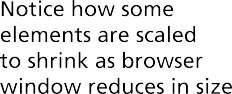 Notice how some
elements are scaled
to shrink as browser
window reduces in size